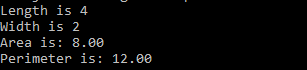 Length is 4
Width is 2
Area is: 8.00
Perimeter is: 12.00